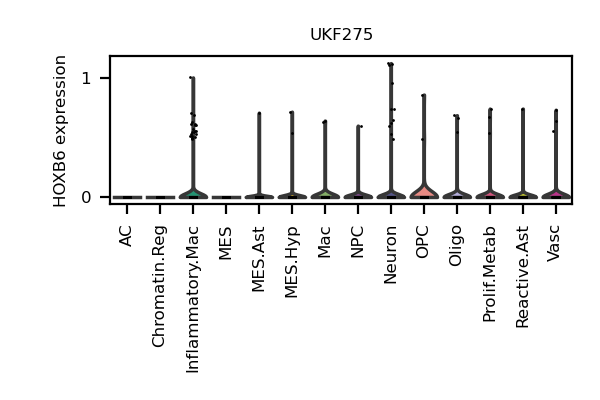 UKF275
HOXB6 expression
1
0
AC
Chromatin.Reg
Inflammatory.Mac
MES
MES.Ast
MES.Hyp
Mac
NPC
Neuron
OPC
Oligo
Prolif.Metab
Reactive.Ast
Vasc